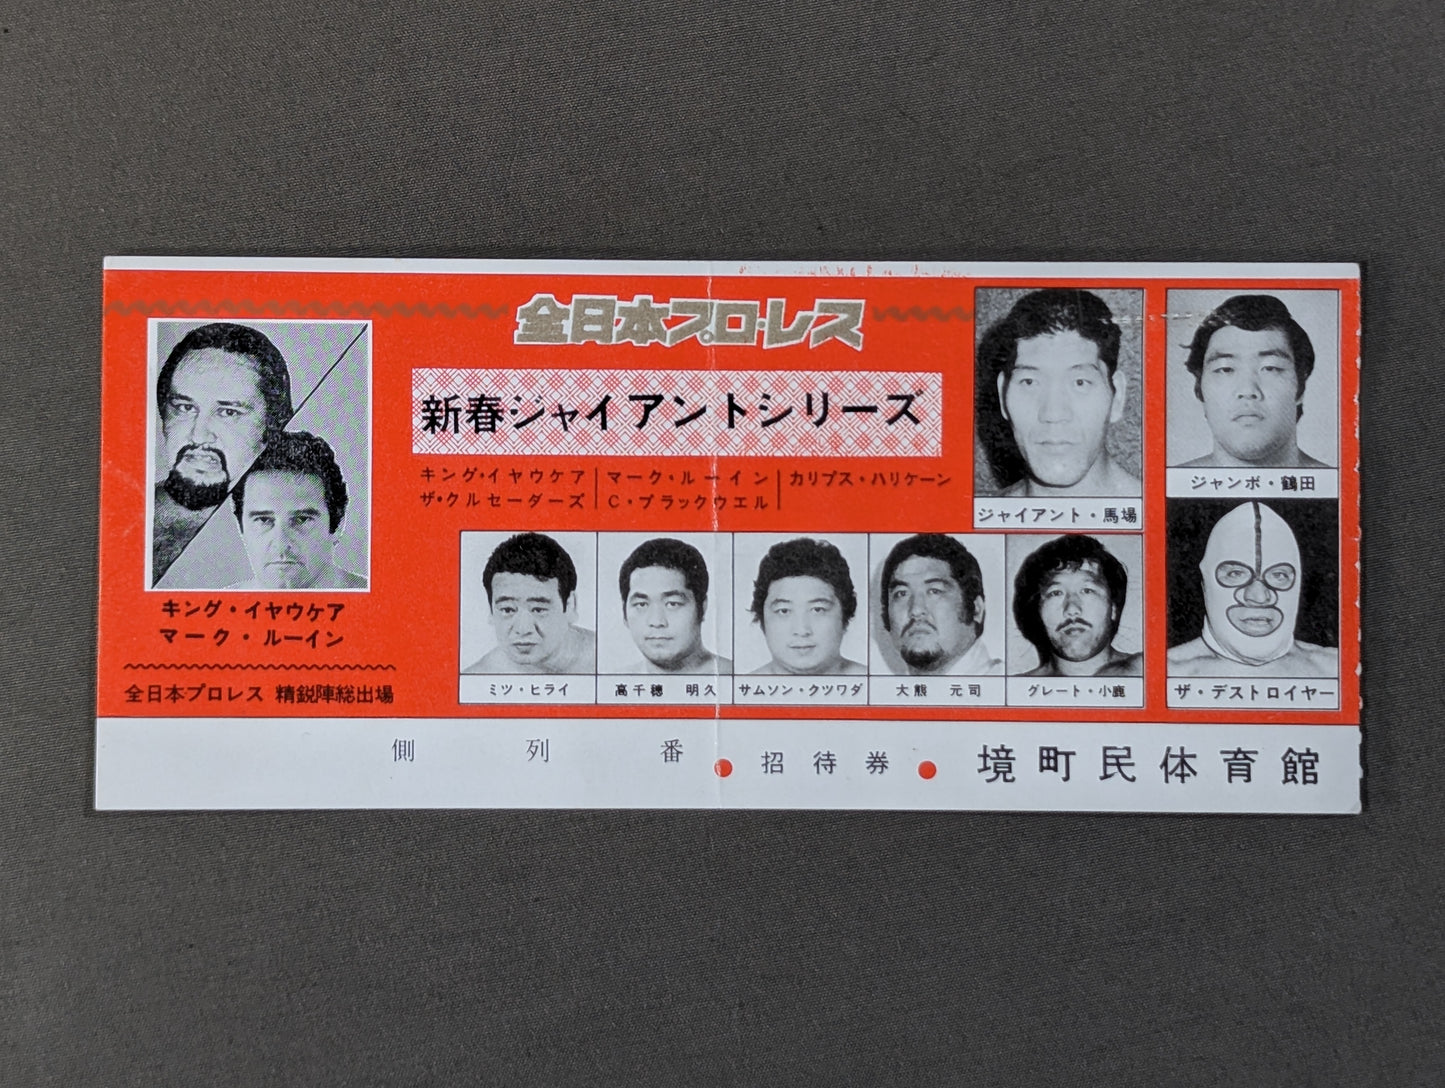 全日本プロ・レス
新春ジャイアントシリーズ
キング・イヤウケア
ザ・クルセーダーズ
マーク・ルーイン
C・ブラックウエル
カリプス・ハリケーン
キング・イヤウケア
マーク・ルーイン
全日本プロレス 精鋭陣総出場
ジャイアント・馬場
ジャンボ・鶴田
ミツ・ヒライ
高千穂 明久
サムソン・クツワダ
大熊 元司
グレート・小鹿
ザ・デストロイヤー
側 列 番 ● 招待券 ● 境町民体育館